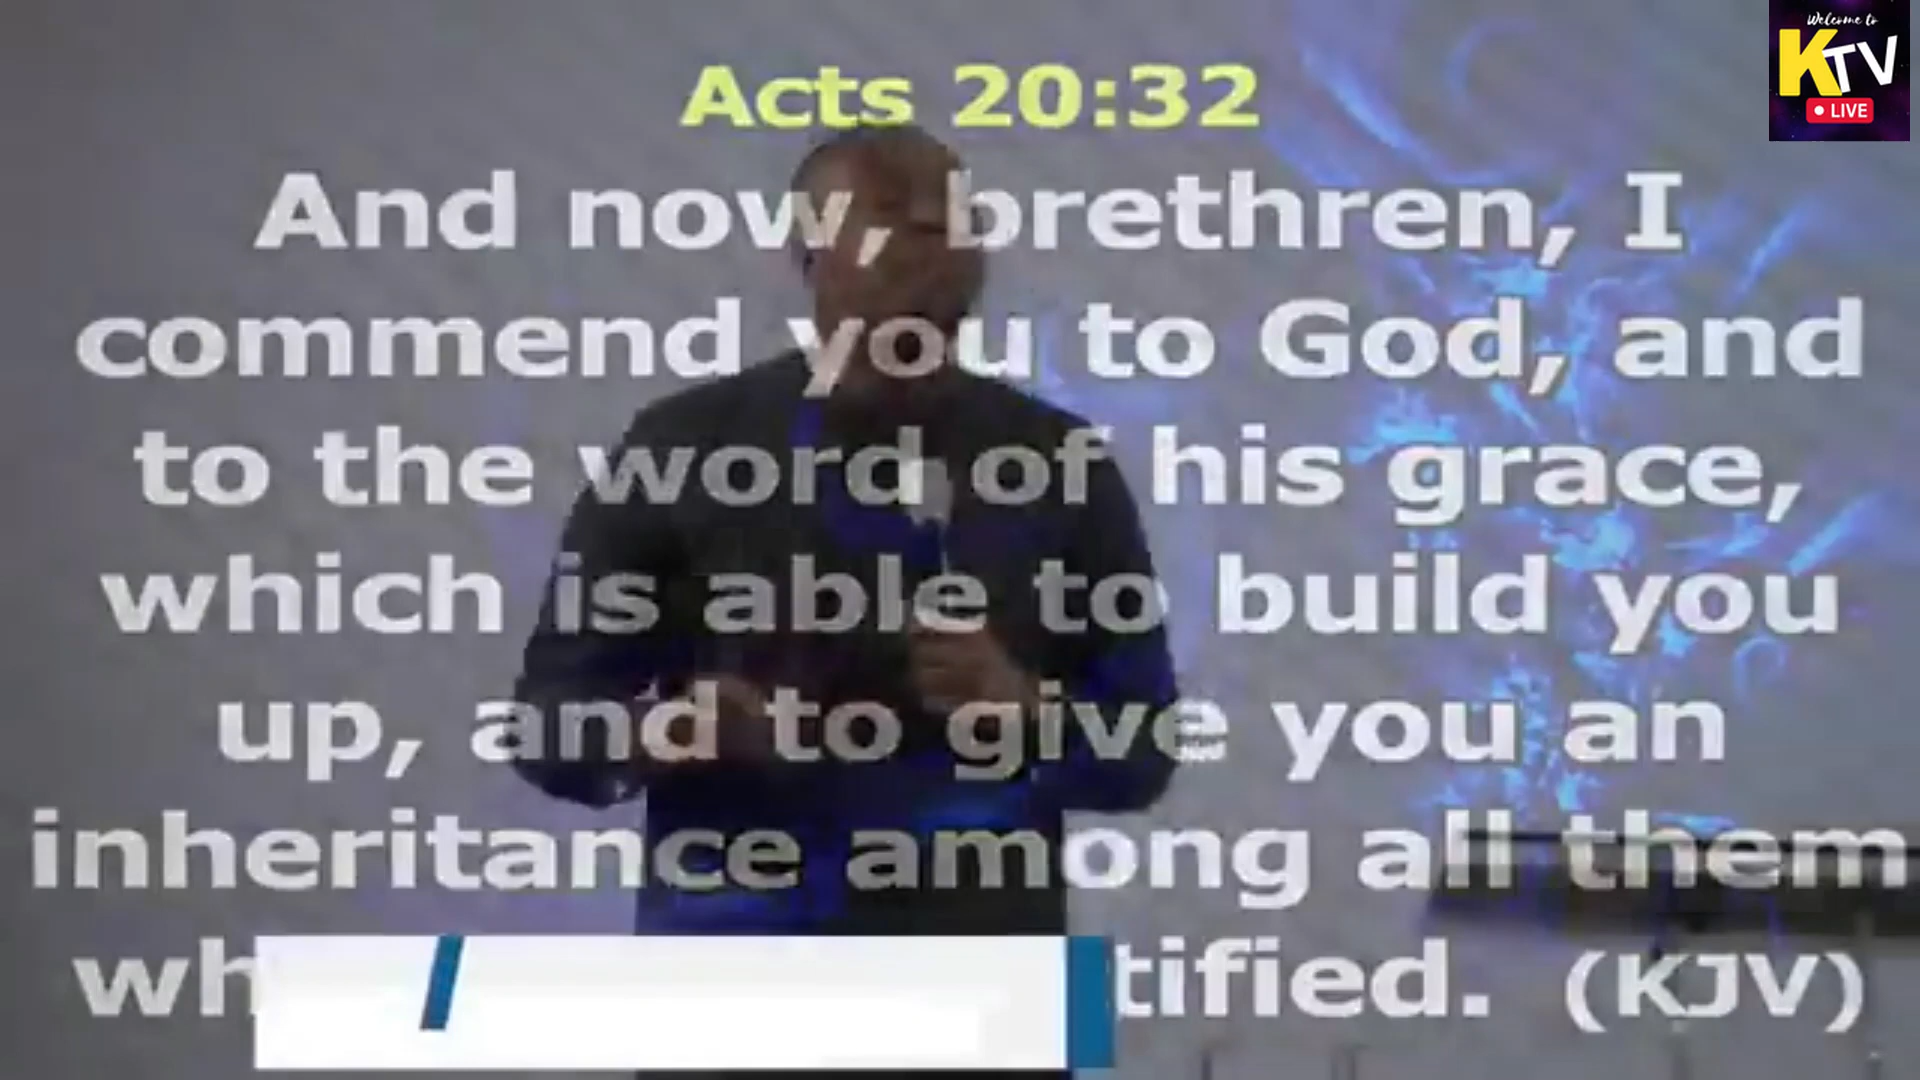 Welcome to
KTV
LIVE
Acts 20:32
And now, brethren, I
commend you to God, and
to the word of his grace,
which is able to build you
up, and to give you an
inheritance among all them
(KJV)